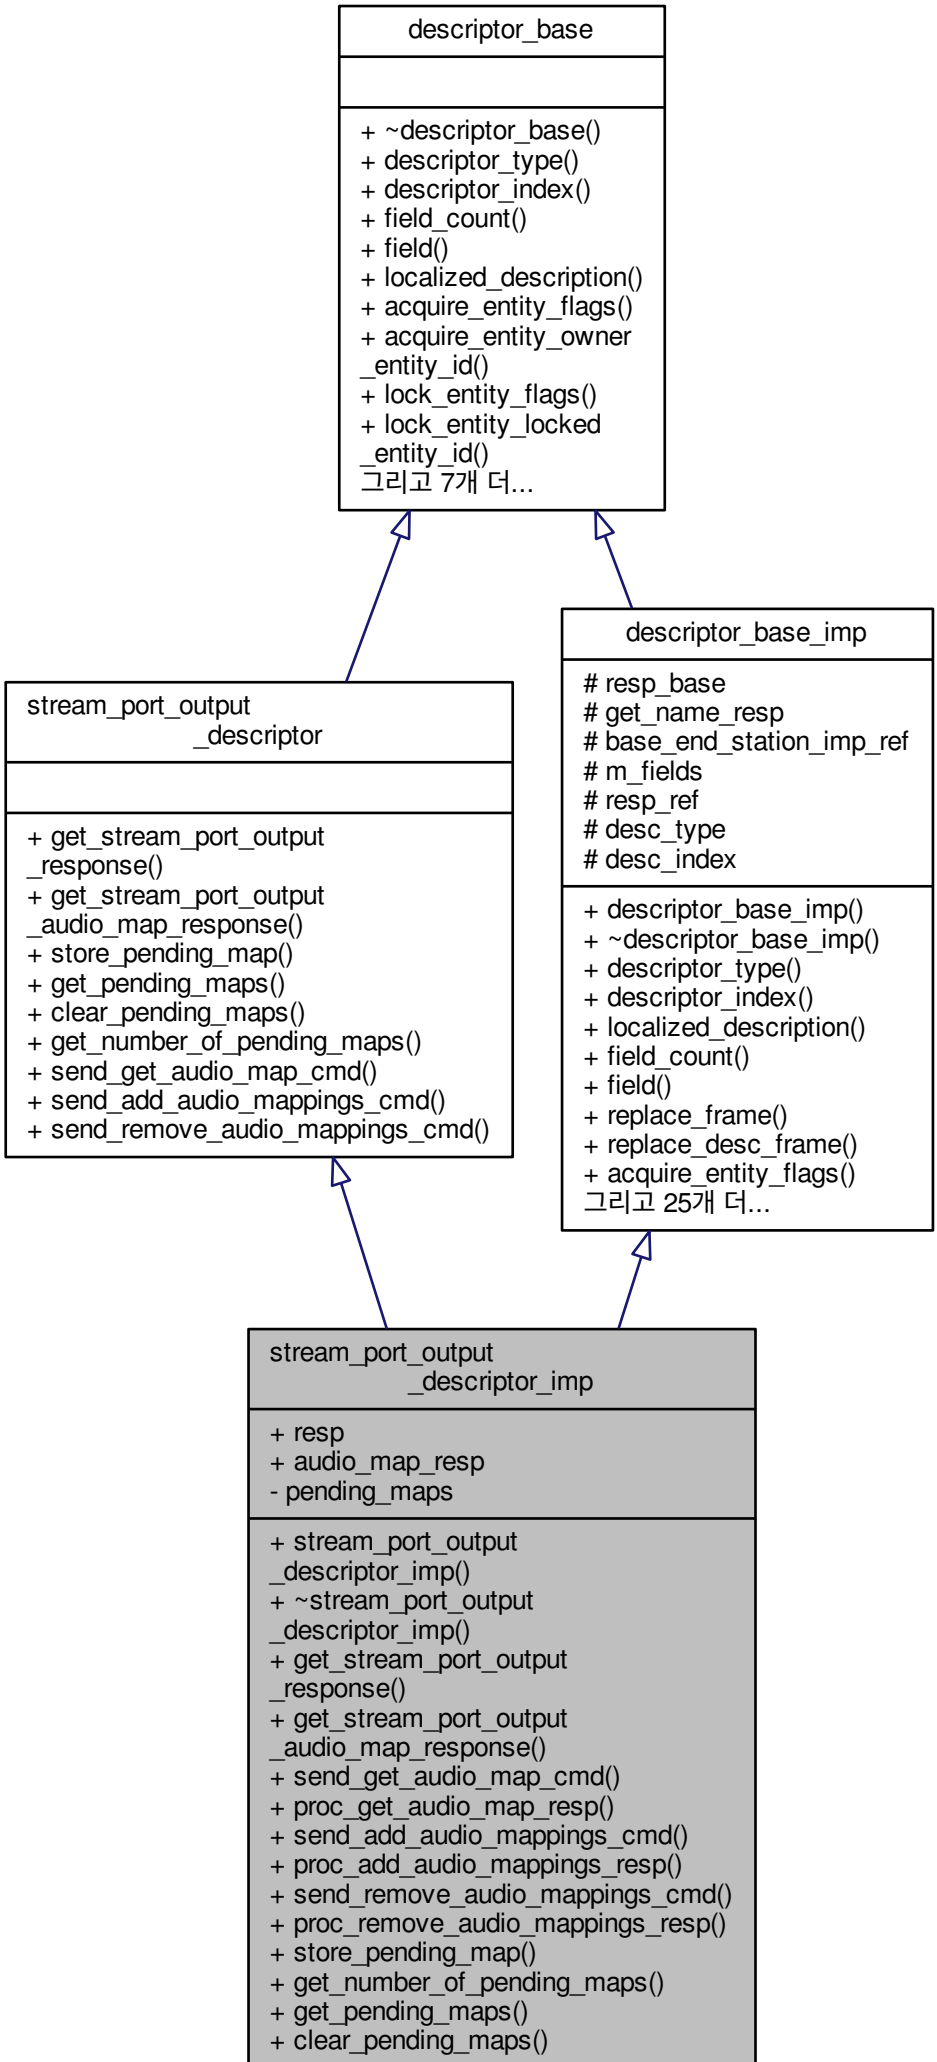 descriptor_base
+ ~descriptor_base()
+ descriptor_type()
+ descriptor_index()
+ field_count()
+ field()
+ localized_description()
+ acquire_entity_flags()
+ acquire_entity_owner
_entity_id()
+ lock_entity_flags()
+ lock_entity_locked
_entity_id()
그리고 7개 더...
stream_port_output
_descriptor
+ get_stream_port_output
_response()
+ get_stream_port_output
_audio_map_response()
+ store_pending_map()
+ get_pending_maps()
+ clear_pending_maps()
+ get_number_of_pending_maps()
+ send_get_audio_map_cmd()
+ send_add_audio_mappings_cmd()
+ send_remove_audio_mappings_cmd()
descriptor_base_imp
# resp_base
# get_name_resp
# base_end_station_imp_ref
# m_fields
# resp_ref
# desc_type
# desc_index
+ descriptor_base_imp()
+ ~descriptor_base_imp()
+ descriptor_type()
+ descriptor_index()
+ localized_description()
+ field_count()
+ field()
+ replace_frame()
+ replace_desc_frame()
+ acquire_entity_flags()
그리고 25개 더...
stream_port_output
_descriptor_imp
+ resp
+ audio_map_resp
- pending_maps
+ stream_port_output
_descriptor_imp()
+ ~stream_port_output
_descriptor_imp()
+ get_stream_port_output
_response()
+ get_stream_port_output
_audio_map_response()
+ send_get_audio_map_cmd()
+ proc_get_audio_map_resp()
+ send_add_audio_mappings_cmd()
+ proc_add_audio_mappings_resp()
+ send_remove_audio_mappings_cmd()
+ proc_remove_audio_mappings_resp()
+ store_pending_map()
+ get_number_of_pending_maps()
+ get_pending_maps()
+ clear_pending_maps()